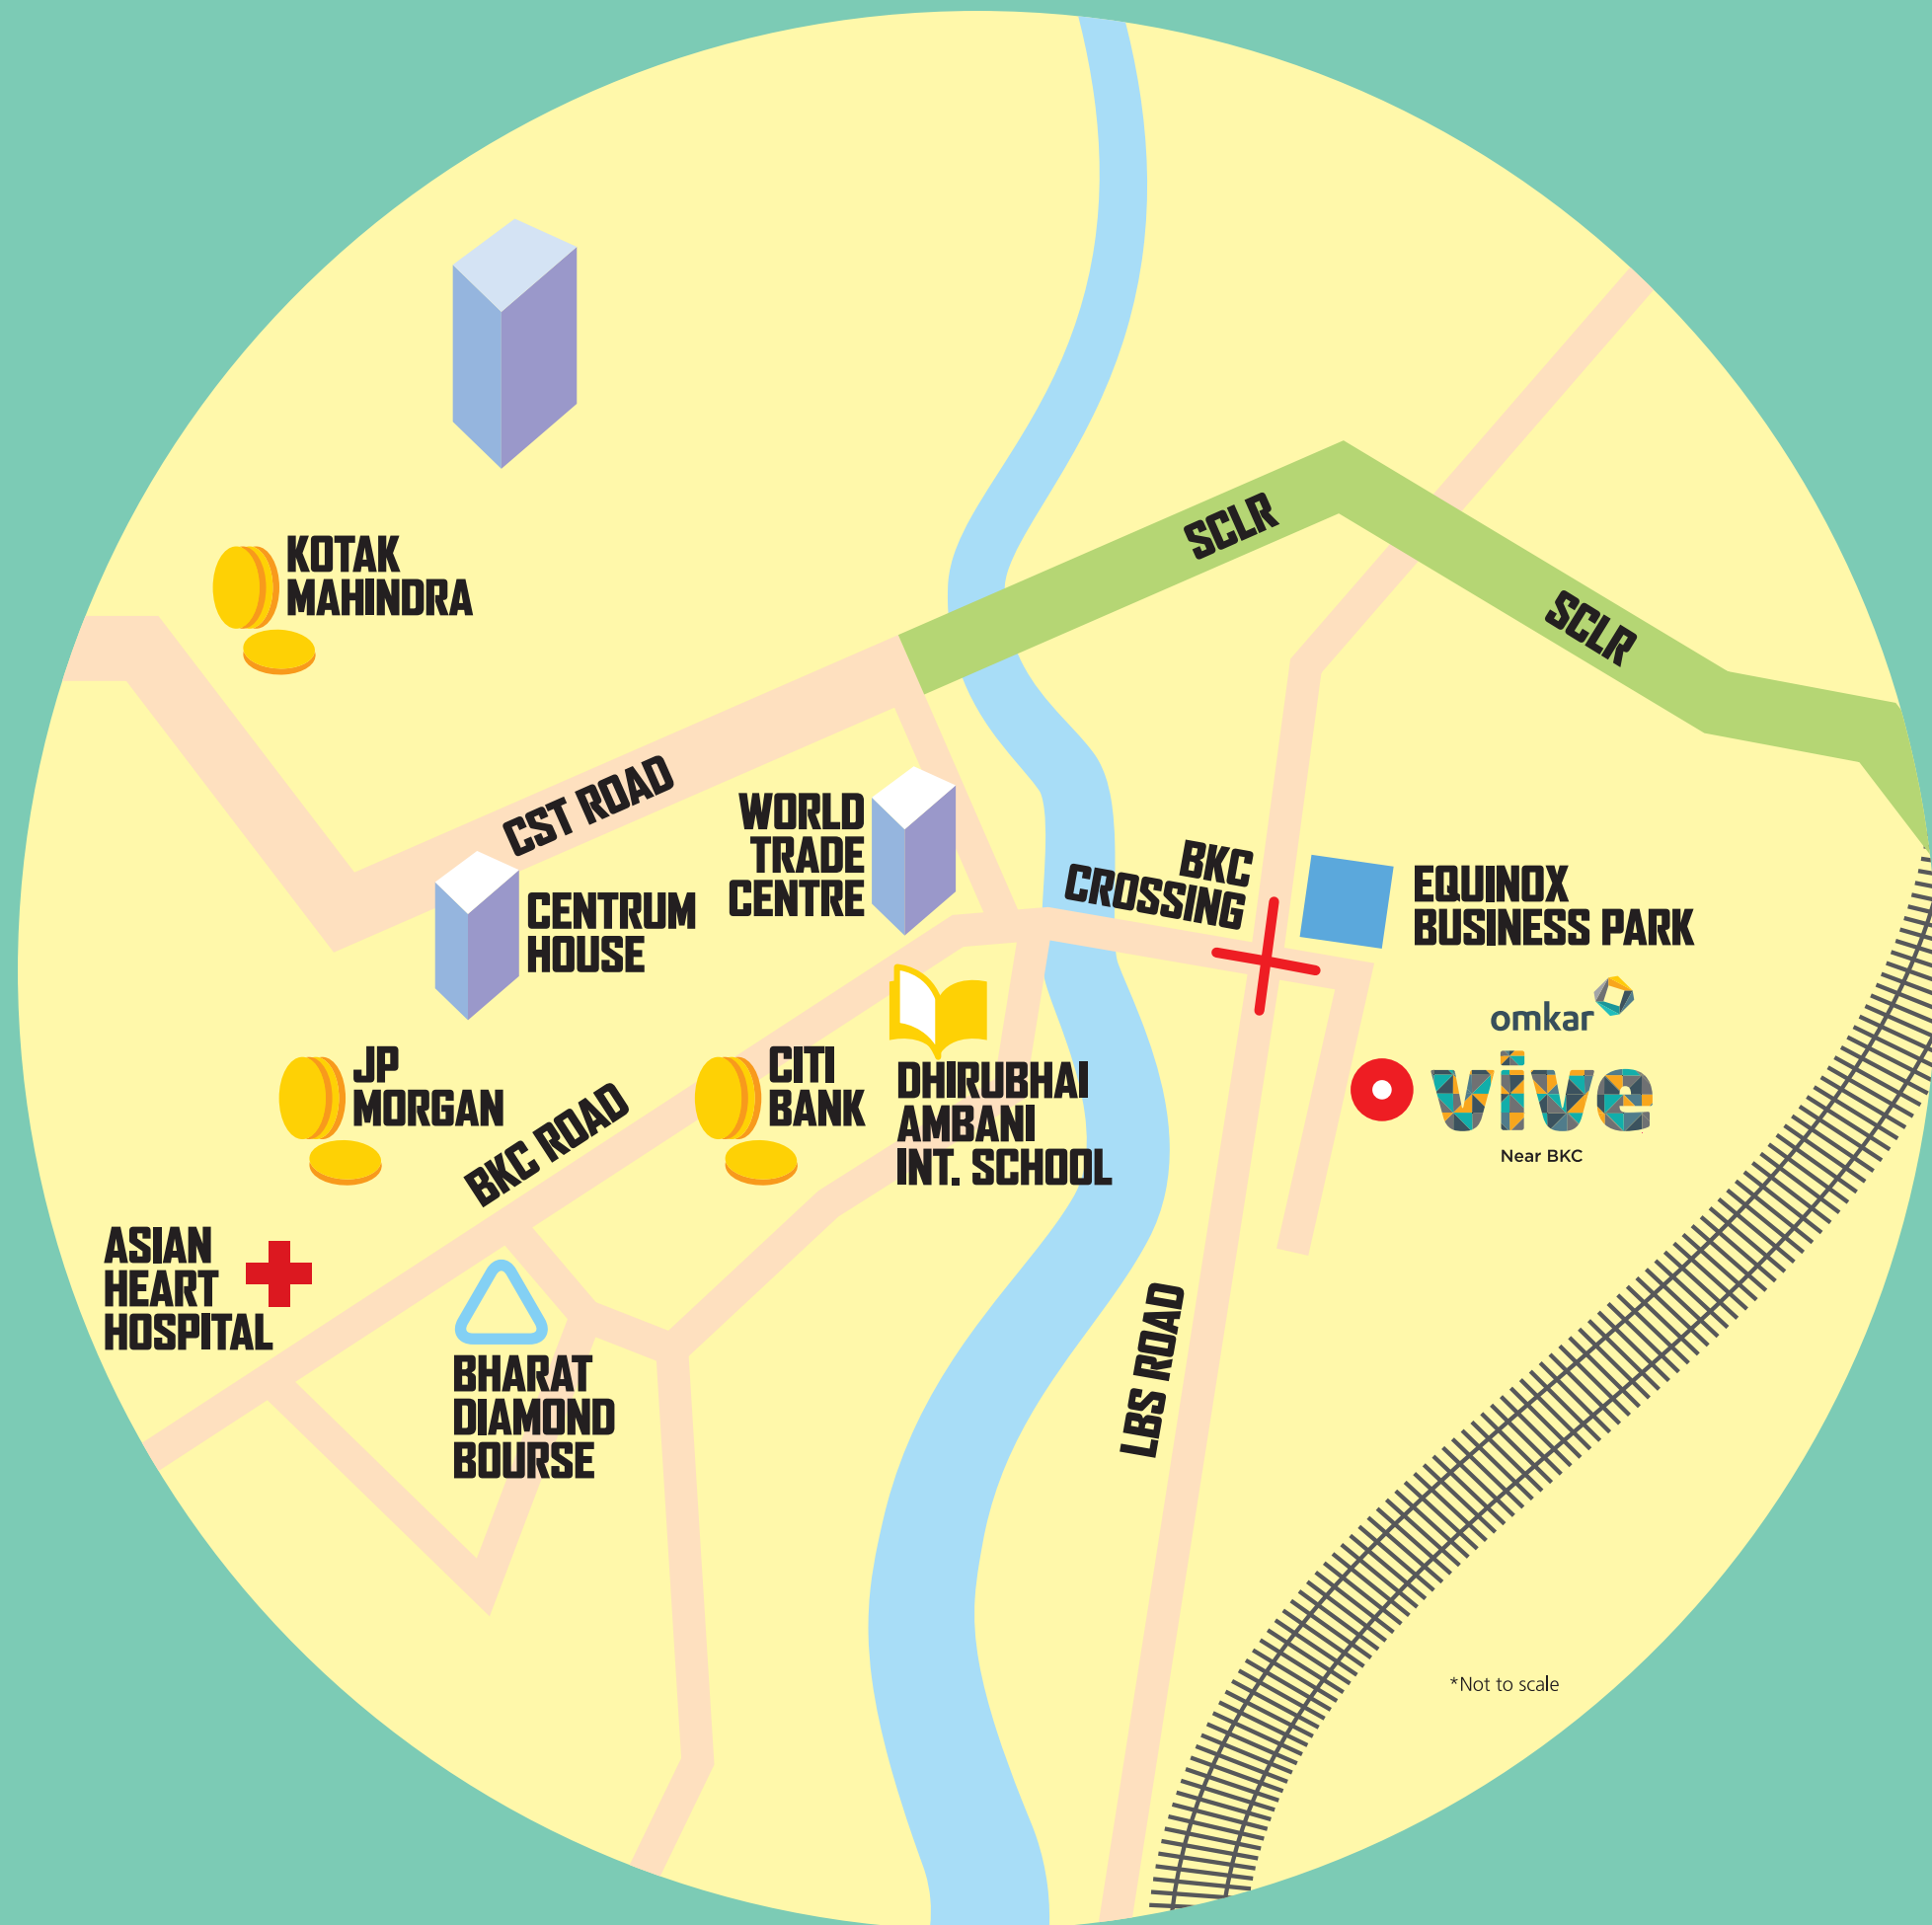 SCLR
SCLR
KOTAK
MAHINDRA
CST ROAD
WORLD
TRADE
CENTRE
CENTRUM
HOUSE
BKC
CROSSING
EQUINOX
BUSINESS PARK
omkar
vive
Near BKC
JP
MORGAN
BKC ROAD
CITI
BANK
DHIRUBHAI
AMBANI
INT. SCHOOL
ASIAN
HEART
HOSPITAL
BHARAT
DIAMOND
BOURSE
LBS ROAD
*Not to scale